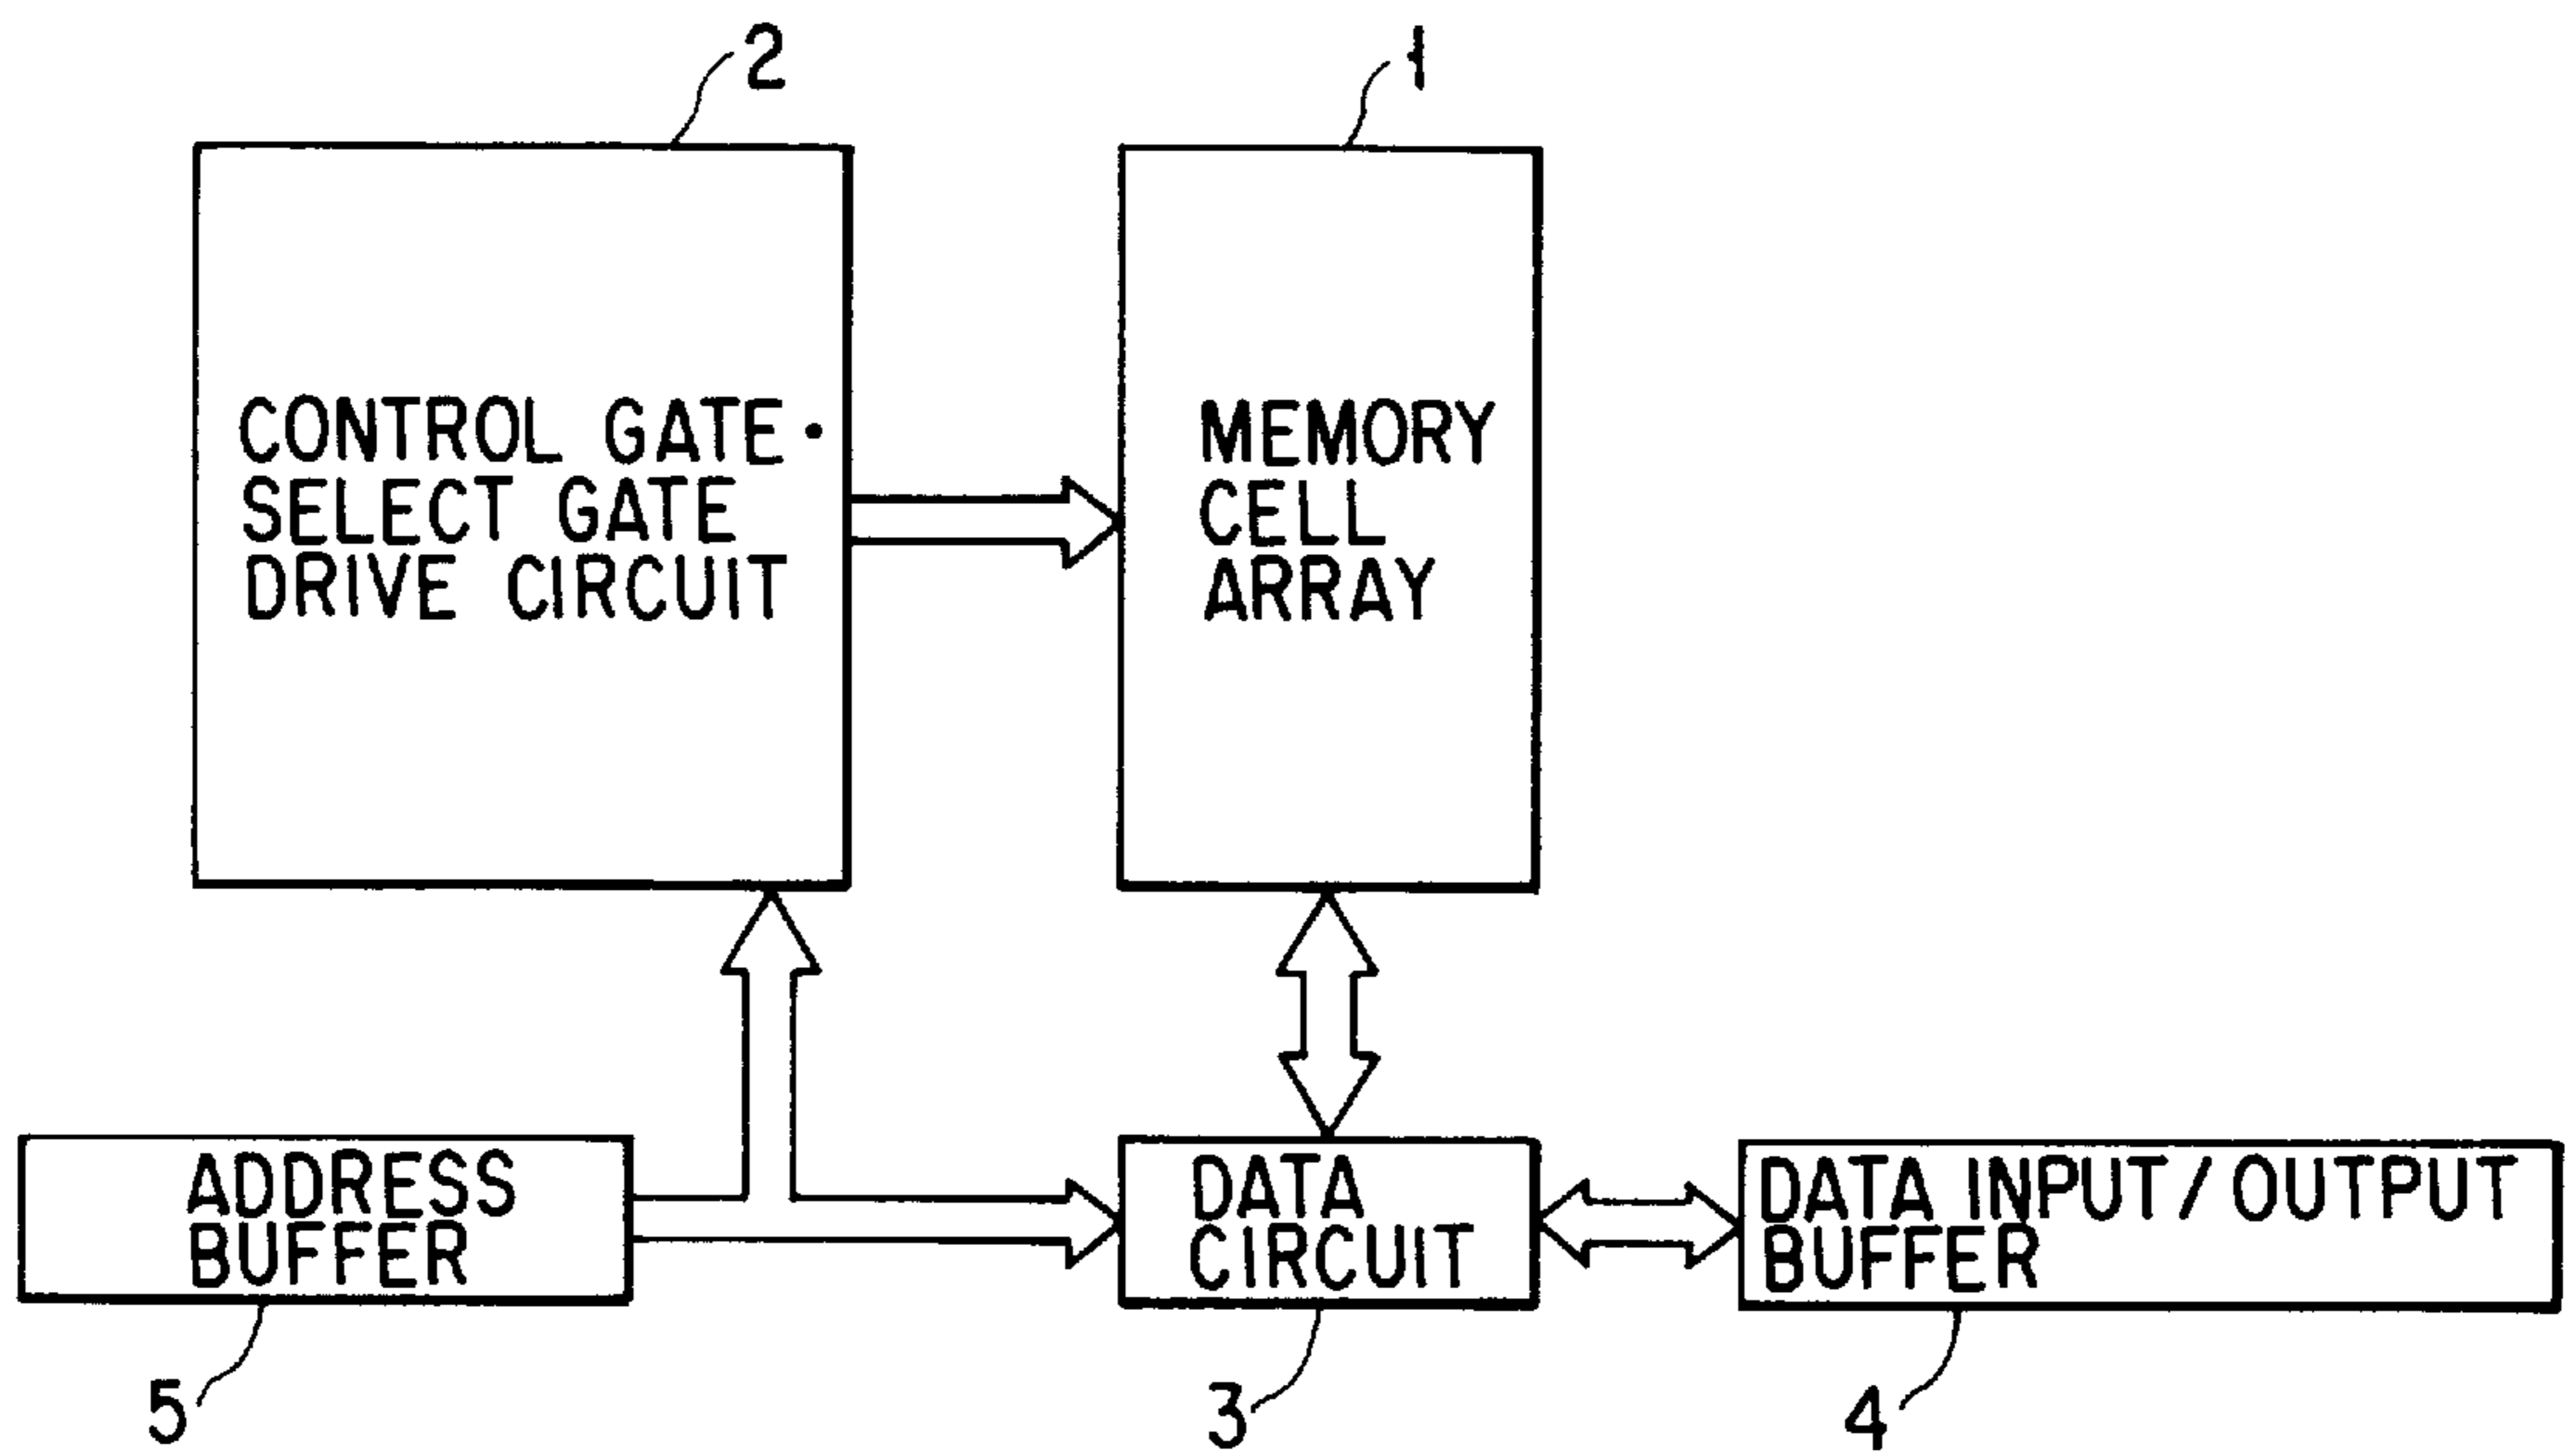 2
1
CONTROL GATE·
SELECT GATE
DRIVE CIRCUIT
MEMORY
CELL
ARRAY
ADDRESS
BUFFER
DATA
CIRCUIT
DATA INPUT/OUTPUT
BUFFER
5
3
4